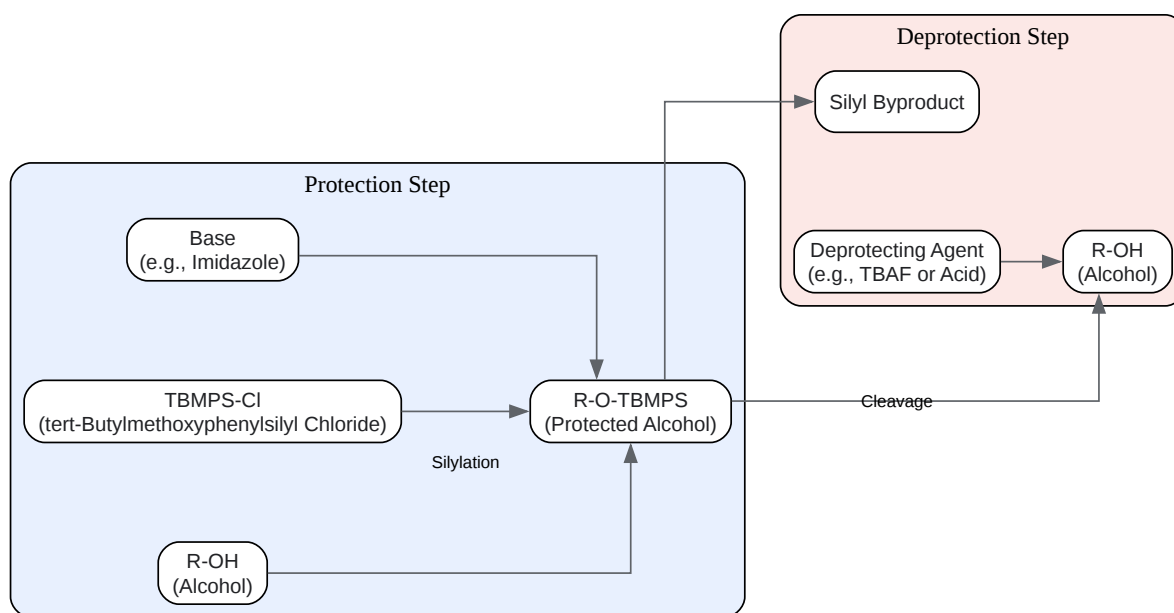 Deprotection Step
Silyl Byproduct
Protection Step
Base
(e.g., Imidazole)
Deprotecting Agent
(e.g., TBAF or Acid)
R-OH
(Alcohol)
TBMPS-Cl
(tert-Butylmethoxyphenylsilyl Chloride)
R-O-TBMPS
(Protected Alcohol)
Cleavage
Silylation
R-OH
(Alcohol)